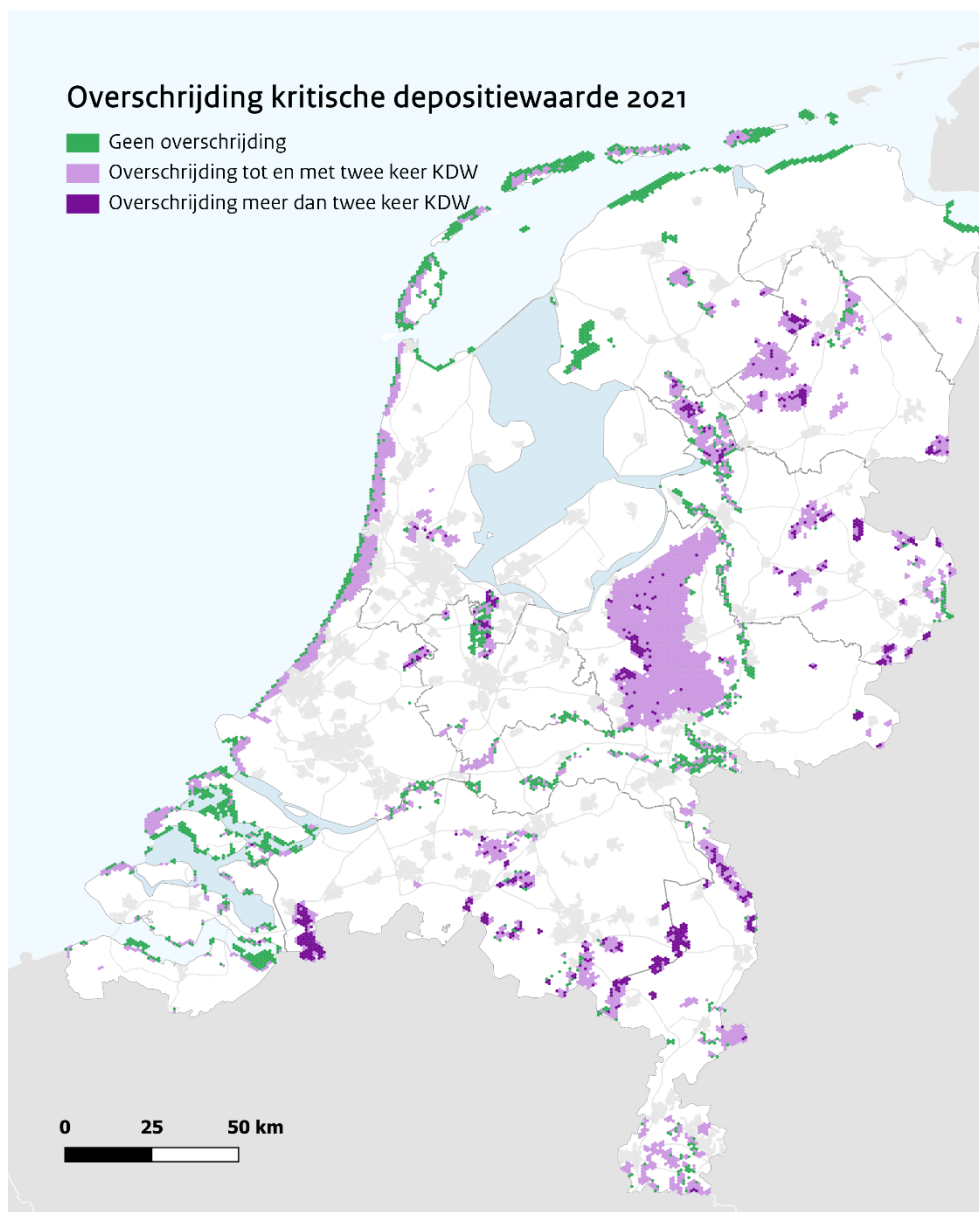 Overschrijding kritische depositiewaarde 2021
Geen overschrijding
Overschrijding tot en met twee keer KDW
Overschrijding meer dan twee keer KDW
0 25 50 km